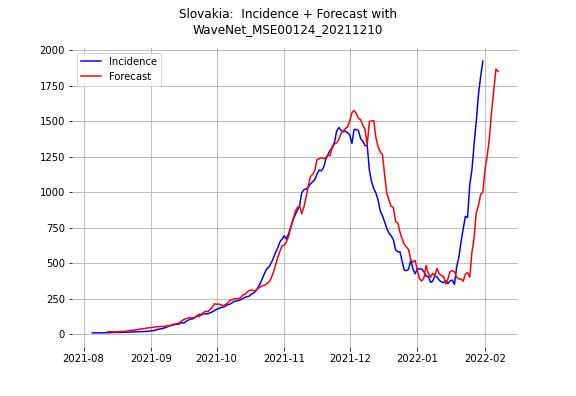 Slovakia:  Incidence + Forecast with
WaveNet_MSE00124_20211210
Incidence
Forecast
2000
1750
1500
1250
1000
750
500
250
0
2021-08 2021-09 2021-10 2021-11 2021-12 2022-01 2022-02